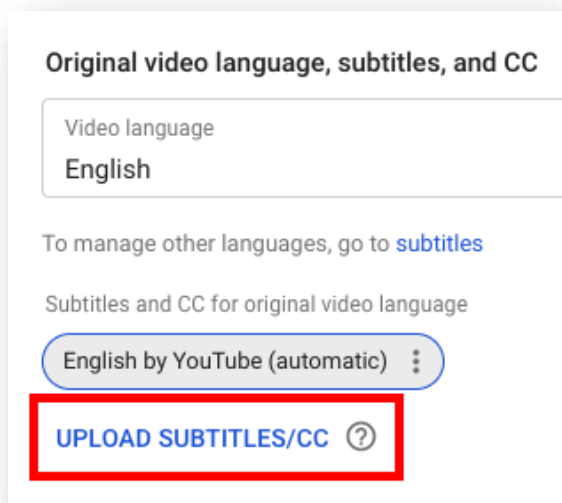 Original video language, subtitles, and CC
Video language
English
To manage other languages, go to subtitles
Subtitles and CC for original video language
English by YouTube (automatic)
UPLOAD SUBTITLES/CC ?